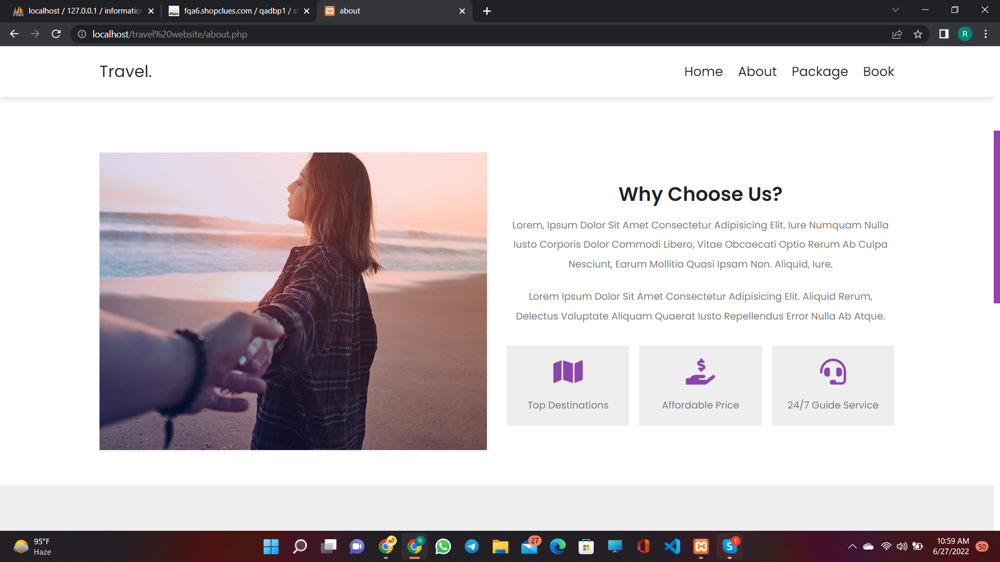 localhost / 127.0.0.1 / informatio
fqa6.shopclues.com / qadbp1 / s
about
localhost/travel%20website/about.php
R
Travel.
Home About Package Book
Why Choose Us?
Lorem, Ipsum Dolor Sit Amet Consectetur Adipisicing Elit. Iure Numquam Nulla
Iusto Corporis Dolor Commodi Libero, Vitae Obcaecati Optio Rerum Ab Culpa
Nesciunt, Earum Mollitia Quasi Ipsam Non. Aliquid, Iure.
Lorem Ipsum Dolor Sit Amet Consectetur Adipisicing Elit. Aliquid Rerum,
Delectus Voluptate Aliquam Quaerat Iusto Repellendus Error Nulla Ab Atque.
Top Destinations
Affordable Price
24/7 Guide Service
95°F
Haze
R
27
1
10:59 AM
6/27/2022
50